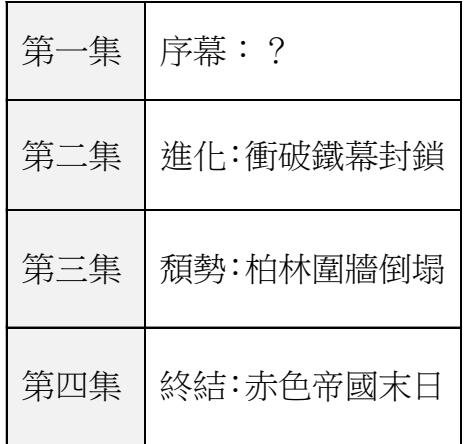 第一集 序幕：？
第二集 進化：衝破鐵幕封鎖
第三集 頹勢：柏林圍牆倒塌
第四集 終結：赤色帝國末日